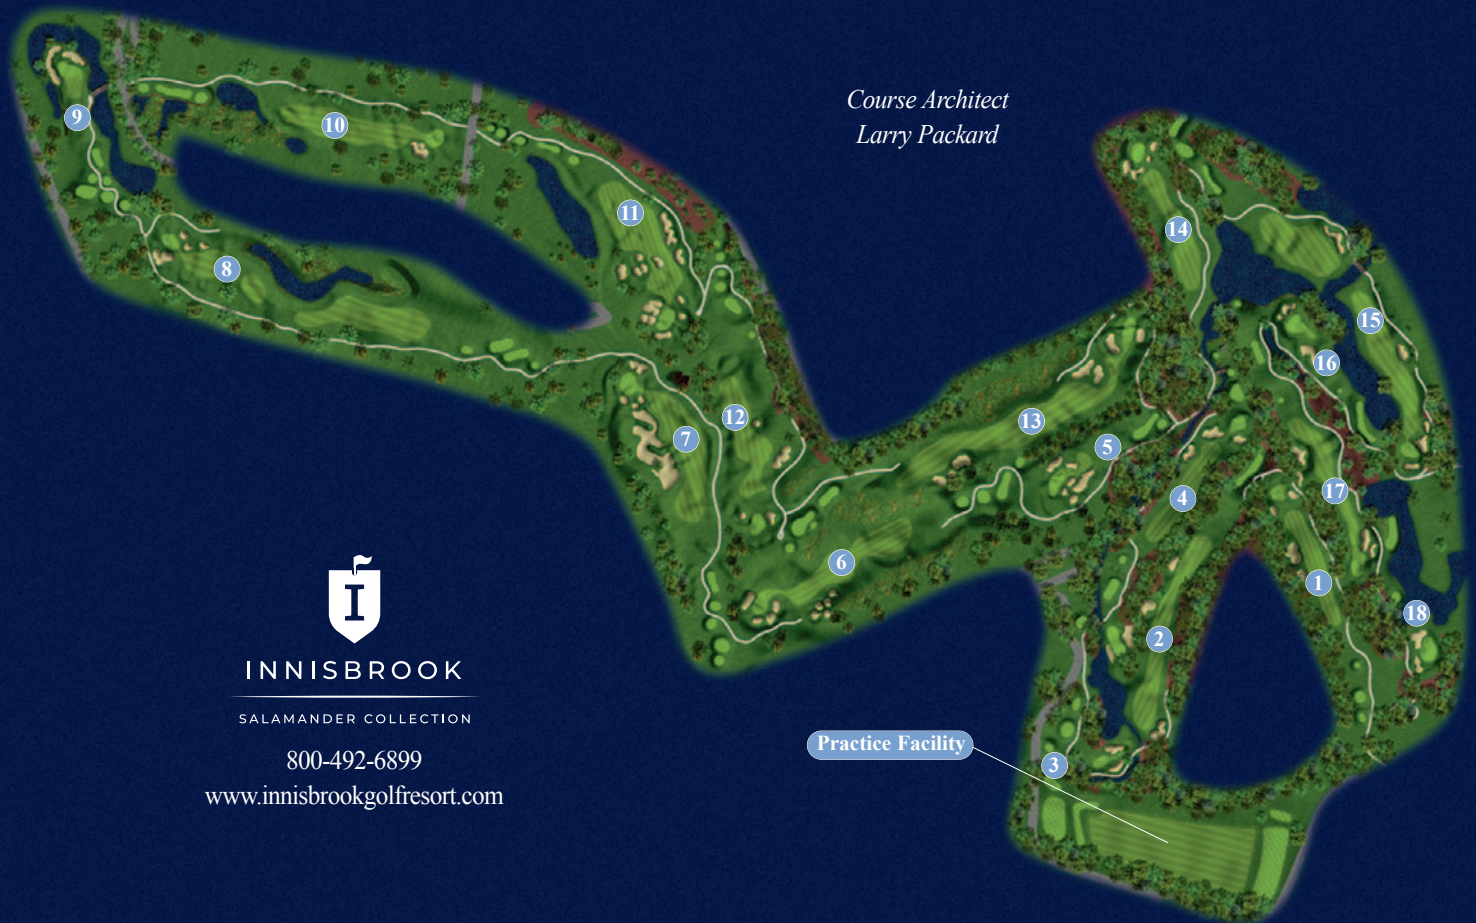 Course Architect
Larry Packard
9
10
11
14
8
15
16
12
13
7
5
17
4
6
1
18
2
3
Practice Facility
I
INNISBROOK
SALAMANDER COLLECTION
800-492-6899
www.innisbrookgolfresort.com